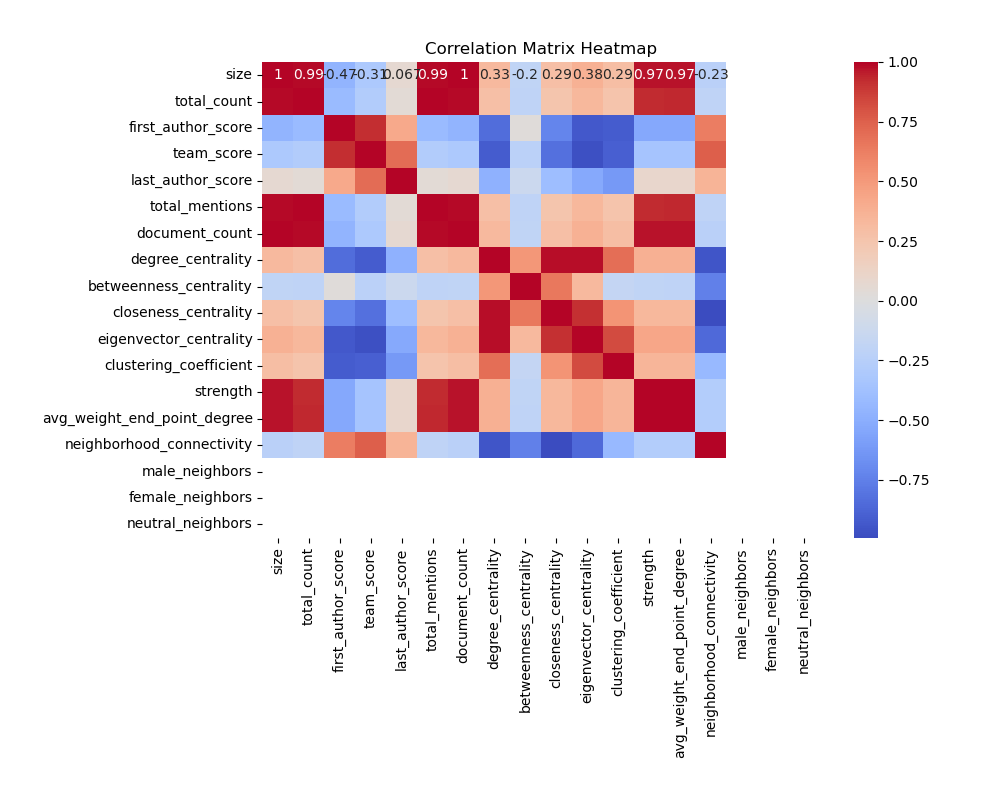 Correlation Matrix Heatmap
size
1 0.99 -0.47 -0.31 0.067 0.99 1 0.33 -0.2 0.29 0.38 0.29 0.97 0.97 -0.23
total_count
first_author_score
team_score
last_author_score
total_mentions
document_count
degree_centrality
betweenness_centrality
closeness_centrality
eigenvector_centrality
clustering_coefficient
strength
avg_weight_end_point_degree
neighborhood_connectivity
male_neighbors
female_neighbors
neutral_neighbors
size
total_count
first_author_score
team_score
last_author_score
total_mentions
document_count
degree_centrality
betweenness_centrality
closeness_centrality
eigenvector_centrality
clustering_coefficient
strength
avg_weight_end_point_degree
neighborhood_connectivity
male_neighbors
female_neighbors
neutral_neighbors
1.00
0.75
0.50
0.25
0.00
−0.25
−0.50
−0.75